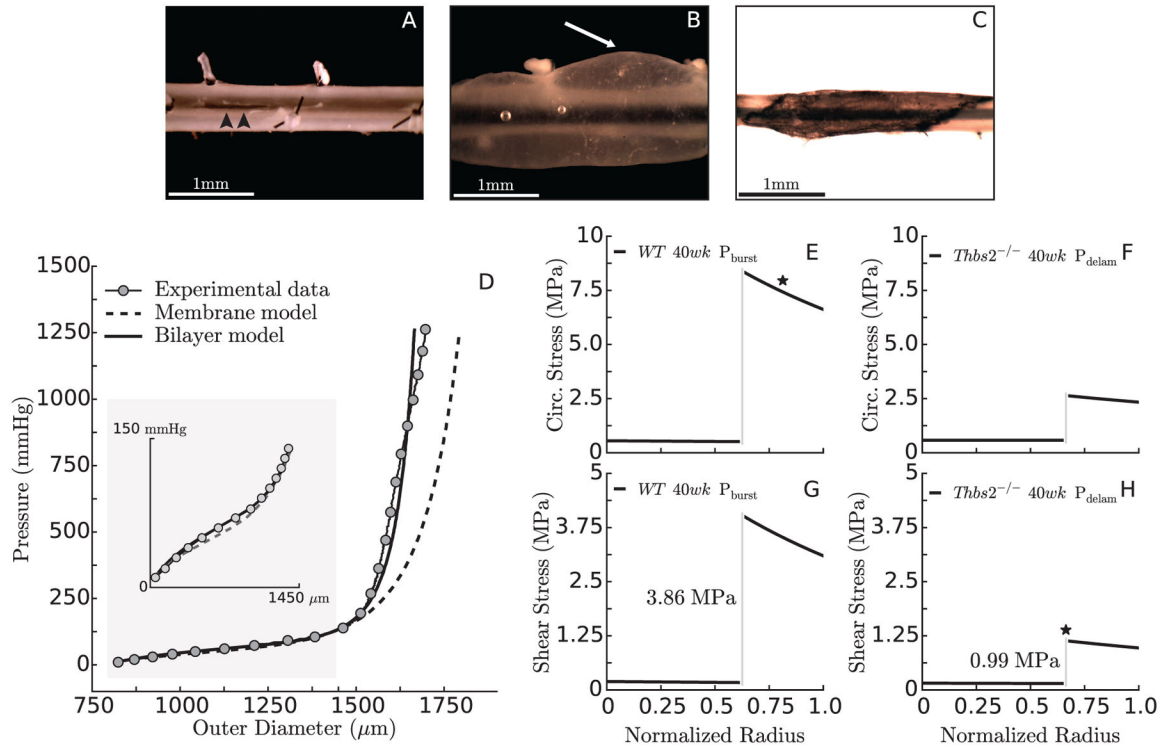 A
1mm
B
1mm
C
1mm
D
1500
1250
1000
750
500
250
0
Pressure (mmHg)
Experimental data
Membrane model
Bilayer model
150 mmHg
0
1450 μm
750
1000
1250
1500
1750
Outer Diameter (μm)
E
WT 40wk P_burst
10
7.5
5.0
2.5
0
Circ. Stress (MPa)
F
Thbs2^−/− 40wk P_delam
10
7.5
5.0
2.5
0
Circ. Stress (MPa)
G
WT 40wk P_burst
5
3.75
2.5
1.25
0
Shear Stress (MPa)
3.86 MPa
0
0.25
0.50
0.75
1.0
Normalized Radius
H
Thbs2^−/− 40wk P_delam
5
3.75
2.5
1.25
0
Shear Stress (MPa)
0.99 MPa
0
0.25
0.50
0.75
1.0
Normalized Radius